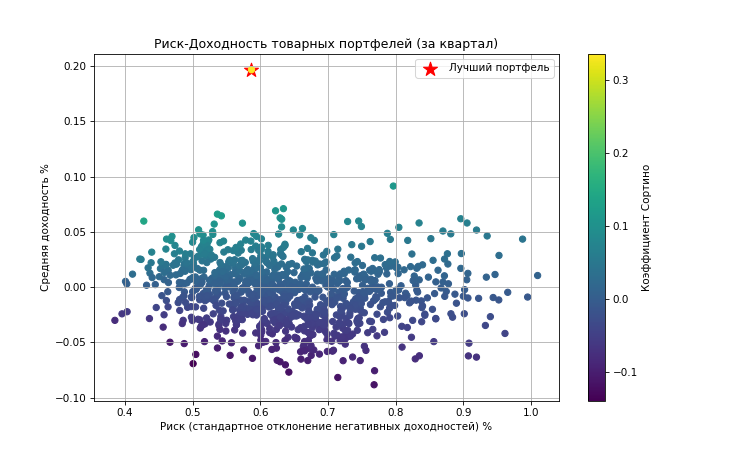 Риск-Доходность товарных портфелей (за квартал)
Лучший портфель
Средняя доходность %
0.20
0.15
0.10
0.05
0.00
−0.05
−0.10
0.4 0.5 0.6 0.7 0.8 0.9 1.0
Риск (стандартное отклонение негативных доходностей) %
0.3
0.2
0.1
0.0
−0.1
Коэффициент Сортино